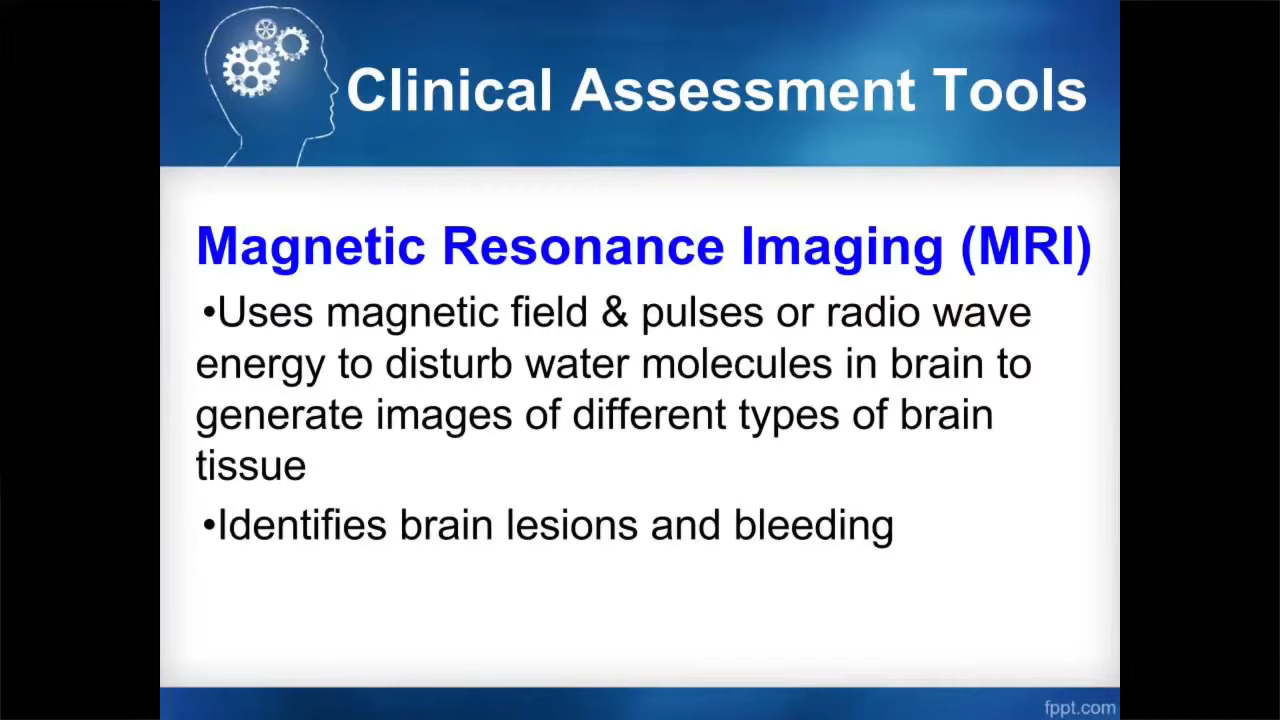 Clinical Assessment Tools
Magnetic Resonance Imaging (MRI)
•Uses magnetic field & pulses or radio wave
energy to disturb water molecules in brain to
generate images of different types of brain
tissue
•Identifies brain lesions and bleeding
fppt.com